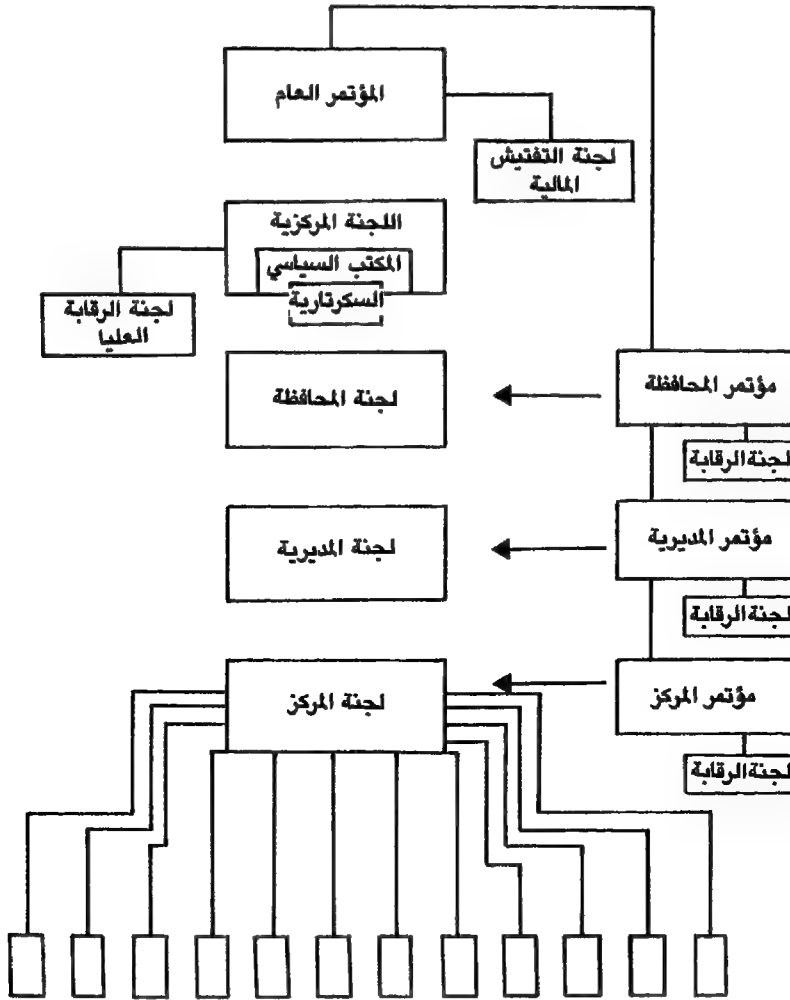 المؤتمر العام
لجنة التفتيش
المالية
اللجنة المركزية
المكتب السياسي
السكرتارية
لجنة الرقابة
العليا
مؤتمر المحافظة
لجنة المحافظة
لجنة الرقابة
مؤتمر المديرية
لجنة المديرية
لجنة الرقابة
مؤتمر المركز
لجنة المركز
لجنة الرقابة